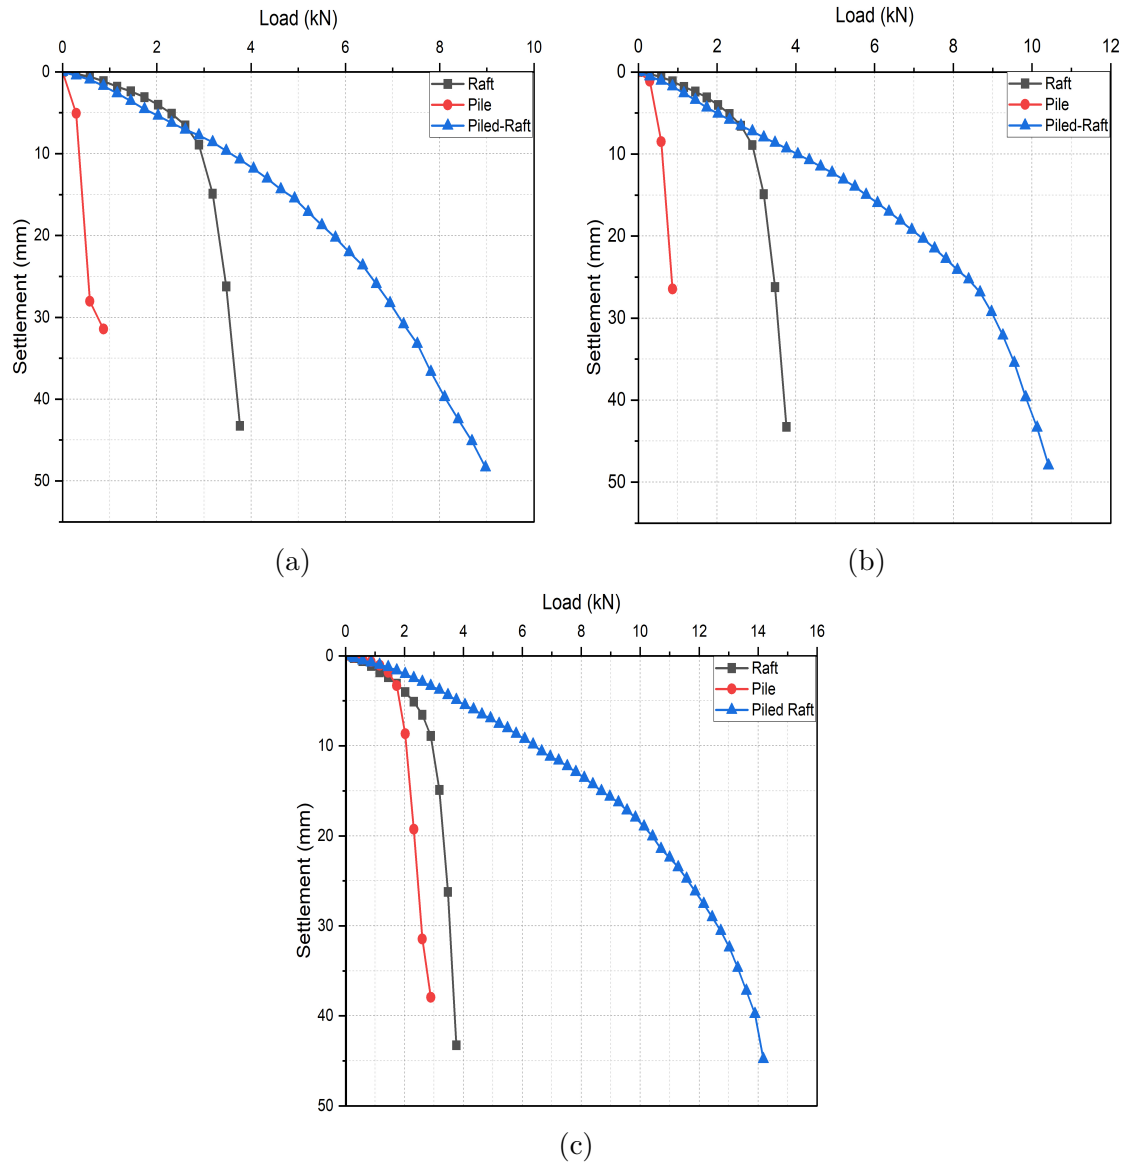 Load (kN)
0 2 4 6 8 10
0
10
20
30
40
50
Settlement (mm)
Raft
Pile
Piled-Raft
(a)
Load (kN)
0 2 4 6 8 10 12
0
10
20
30
40
50
Settlement (mm)
Raft
Pile
Piled-Raft
(b)
Load (kN)
0 2 4 6 8 10 12 14 16
0
10
20
30
40
50
Settlement (mm)
Raft
Pile
Piled Raft
(c)